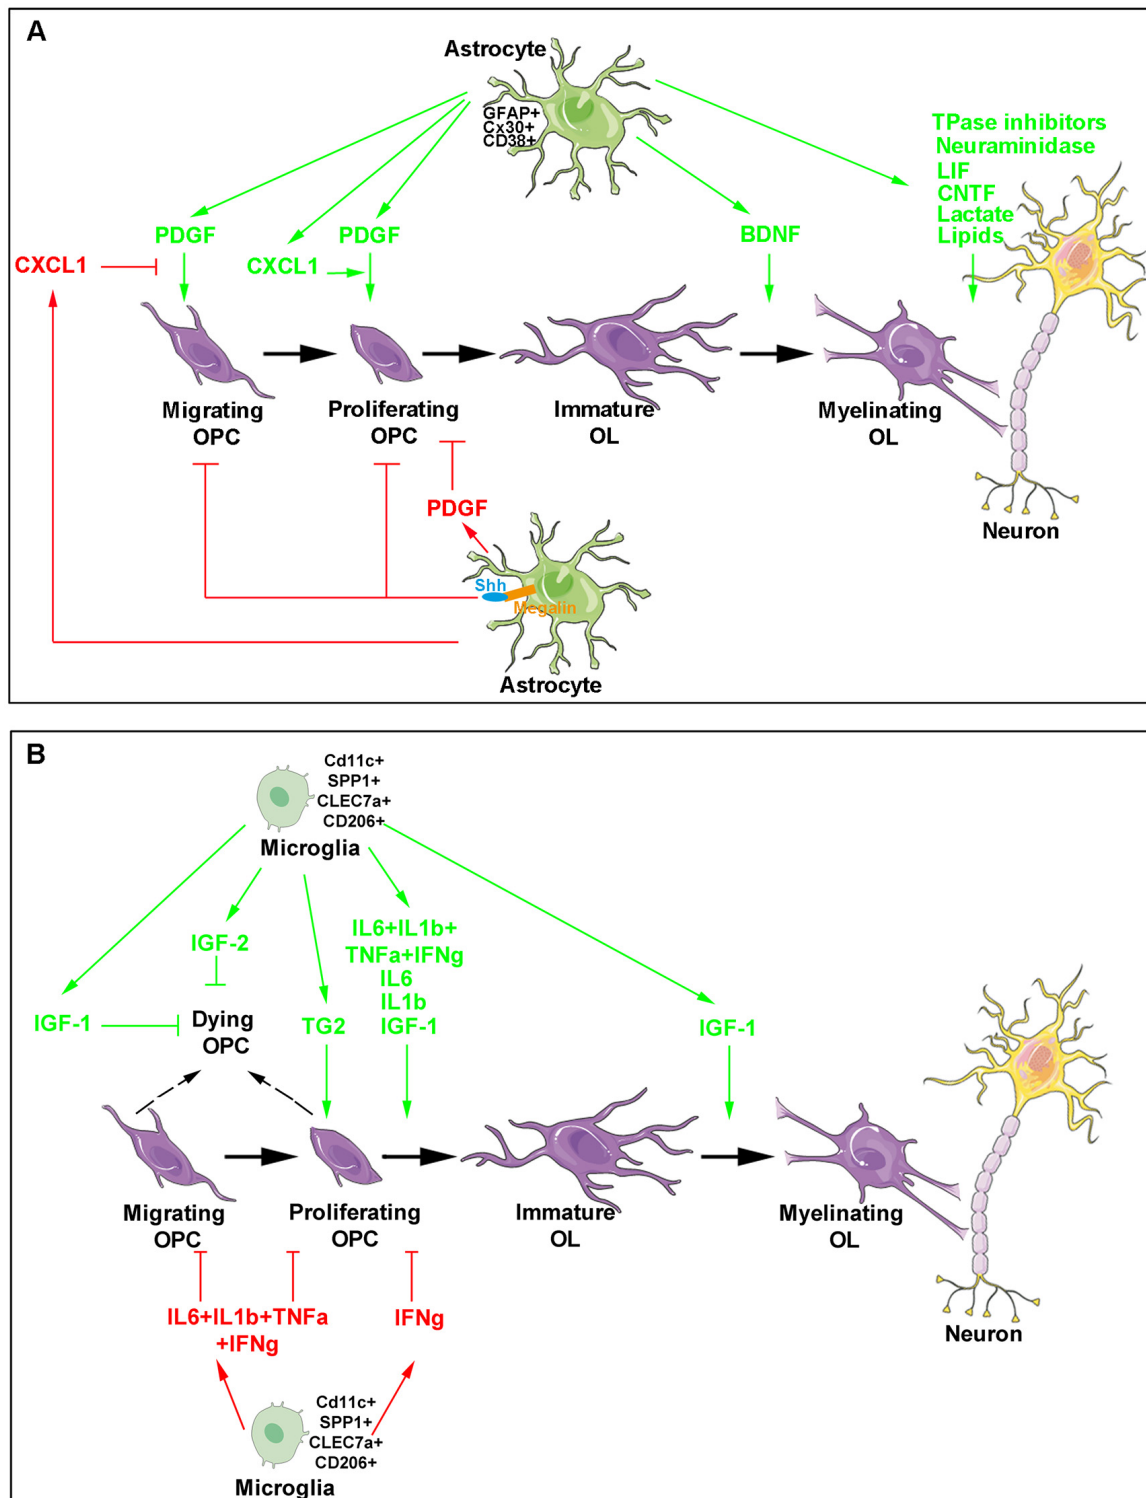 A
Astrocyte
GFAP+
Cx30+
CD38+
TPase inhibitors
Neuraminidase
LIF
CNTF
Lactate
Lipids
PDGF
PDGF
BDNF
CXCL1
CXCL1
Migrating
OPC
Proliferating
OPC
Immature
OL
Myelinating
OL
Neuron
PDGF
Shh
Megalin
Astrocyte
B
Cd11c+
SPP1+
CLEC7a+
CD206+
Microglia
IGF-2
IL6+IL1b+
TNFa+IFNg
IL6
IL1b
IGF-1
IGF-1
Dying
OPC
TG2
IGF-1
Migrating
OPC
Proliferating
OPC
Immature
OL
Myelinating
OL
IL6+IL1b+TNFa
+IFNg
IFNg
Neuron
Cd11c+
SPP1+
CLEC7a+
CD206+
Microglia